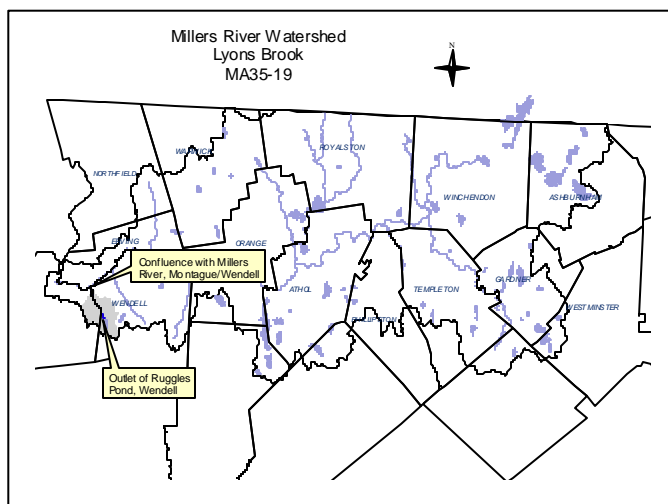 Millers River Watershed
Lyons Brook
MA35-19
N
ROYALSTON
WARWICK
NORTHFIELD
WINCHENDON
ASHBURNHAM
ERVING
ORANGE
Confluence with Millers
River, Montague/Wendell
GARDNER
ATHOL
TEMPLETON
WENDELL
WESTMINSTER
PHILLIPSTON
Outlet of Ruggles
Pond, Wendell